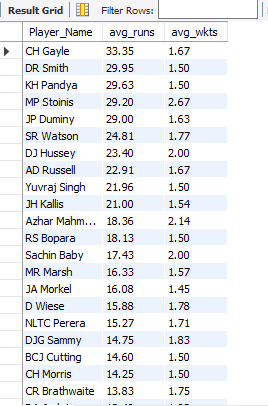 Result Grid Filter Rows:
Player_Name avg_runs avg_wkts
CH Gayle 33.35 1.67
DR Smith 29.95 1.50
KH Pandya 29.63 1.50
MP Stoinis 29.20 2.67
JP Duminy 29.00 1.63
SR Watson 24.81 1.77
DJ Hussey 23.40 2.00
AD Russell 22.91 1.67
Yuvraj Singh 21.96 1.50
JH Kallis 21.00 1.54
Azhar Mahm... 18.36 2.14
RS Bopara 18.13 1.50
Sachin Baby 17.43 2.00
MR Marsh 16.33 1.57
JA Morkel 16.08 1.45
D Wiese 15.88 1.78
NLTC Perera 15.27 1.71
DJG Sammy 14.75 1.83
BCJ Cutting 14.60 1.50
CH Morris 14.25 1.50
CR Brathwaite 13.83 1.75